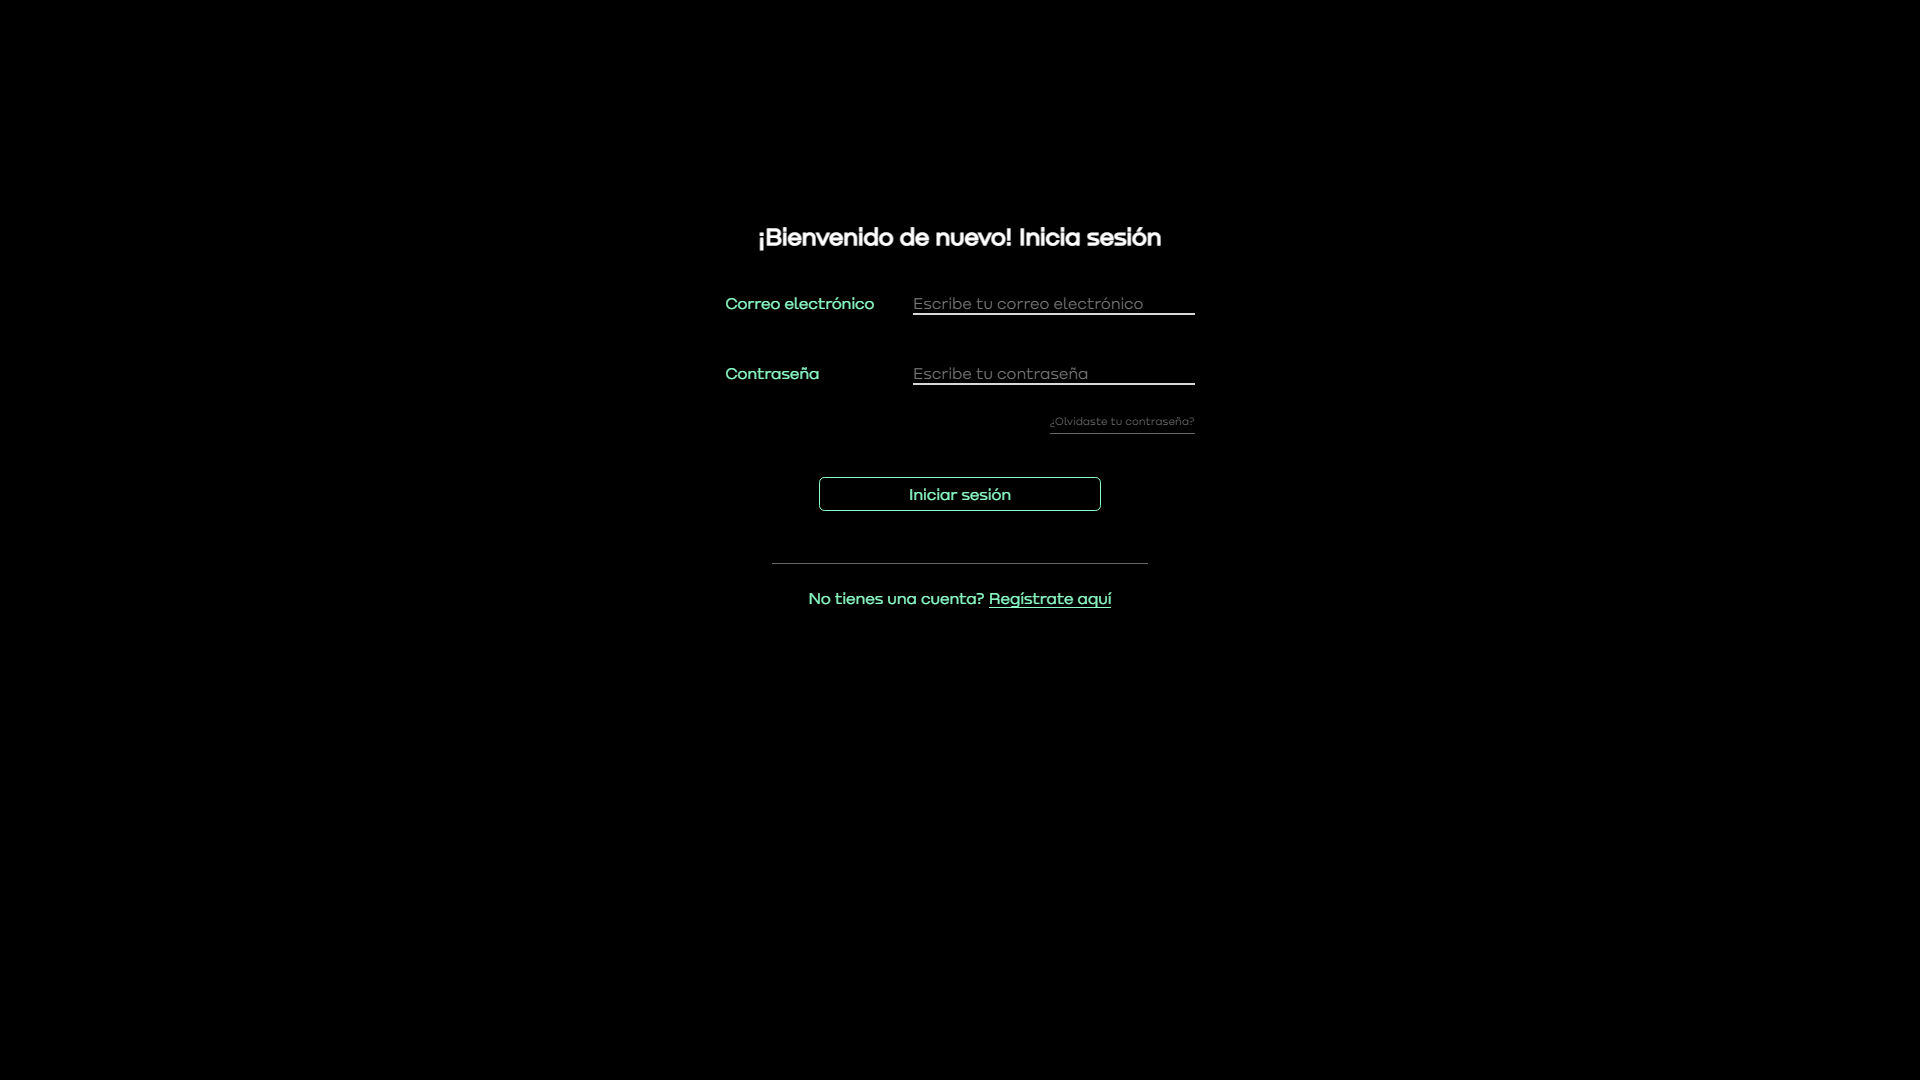 ¡Bienvenido de nuevo! Inicia sesión
Correo electrónico
Escribe tu correo electrónico
Contraseña
Escribe tu contraseña
¿Olvidaste tu contraseña?
Iniciar sesión
No tienes una cuenta? Regístrate aquí